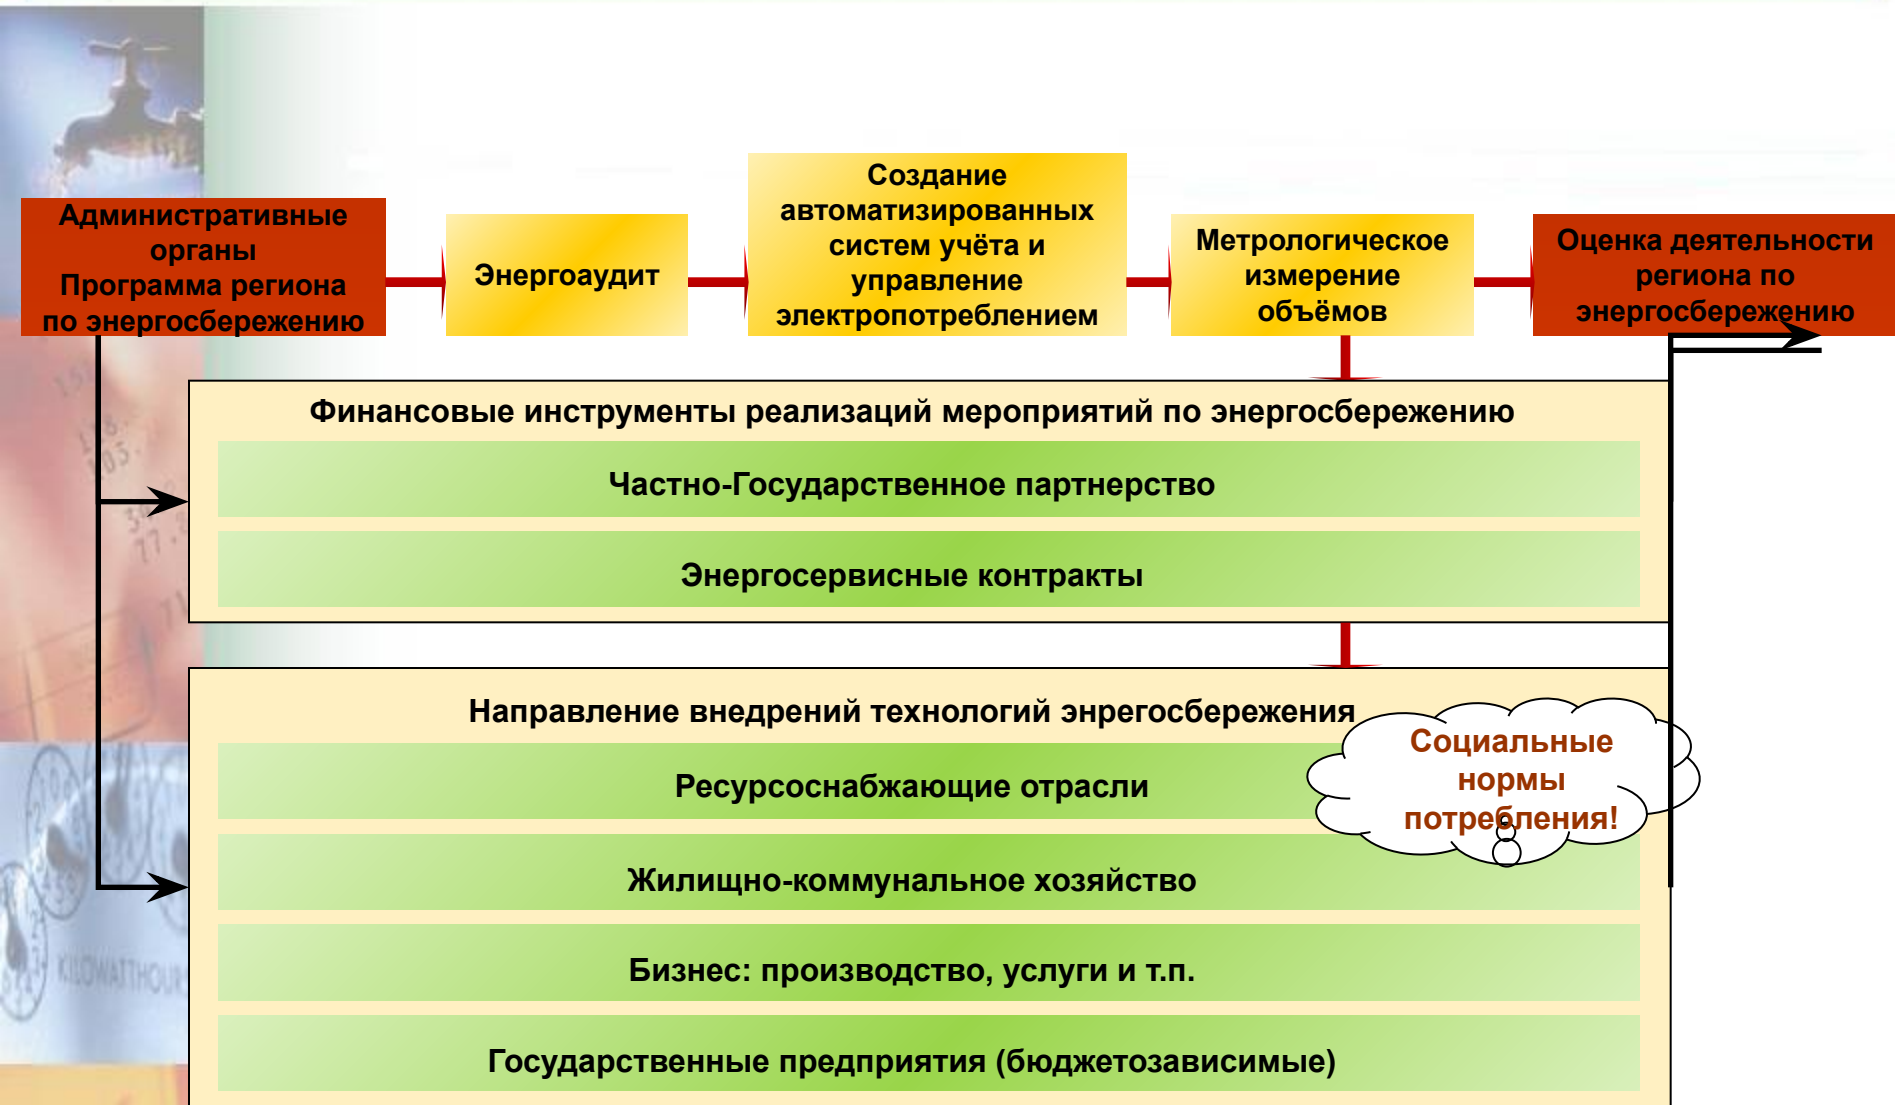 Административные
органы
Программа региона
по энергосбережению
Энергоаудит
Создание
автоматизированных
систем учёта и
управление
электропотреблением
Метрологическое
измерение
объёмов
Оценка деятельности
региона по
энергосбережению
Финансовые инструменты реализаций мероприятий по энергосбережению
Частно-Государственное партнерство
Энергосервисные контракты
Направление внедрений технологий энрегосбережения
Социальные
нормы
потребления!
Ресурсоснабжающие отрасли
Жилищно-коммунальное хозяйство
Бизнес: производство, услуги и т.п.
Государственные предприятия (бюджетозависимые)
KILOWATTHOURS